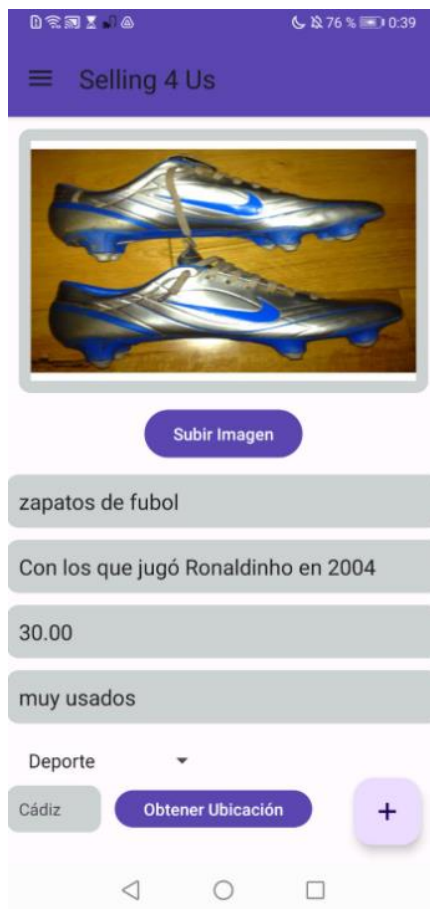 76 % 0:39
Selling 4 Us
Subir Imagen
zapatos de fubol
Con los que jugó Ronaldinho en 2004
30.00
muy usados
Deporte
Cádiz
Obtener Ubicación
+